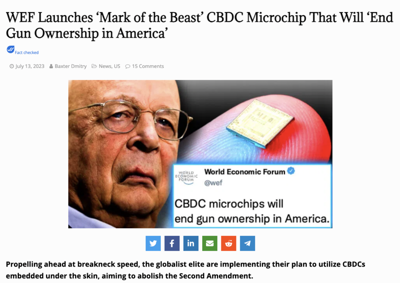 WEF Launches ‘Mark of the Beast’ CBDC Microchip That Will ‘End
Gun Ownership in America’
Fact checked
July 13, 2023 Baxter Dmitry News, US 15 Comments
WORLD
ECONOMIC
FORUM
World Economic Forum
@wef
CBDC microchips will
end gun ownership in America.
Propelling ahead at breakneck speed, the globalist elite are implementing their plan to utilize CBDCs
embedded under the skin, aiming to abolish the Second Amendment.